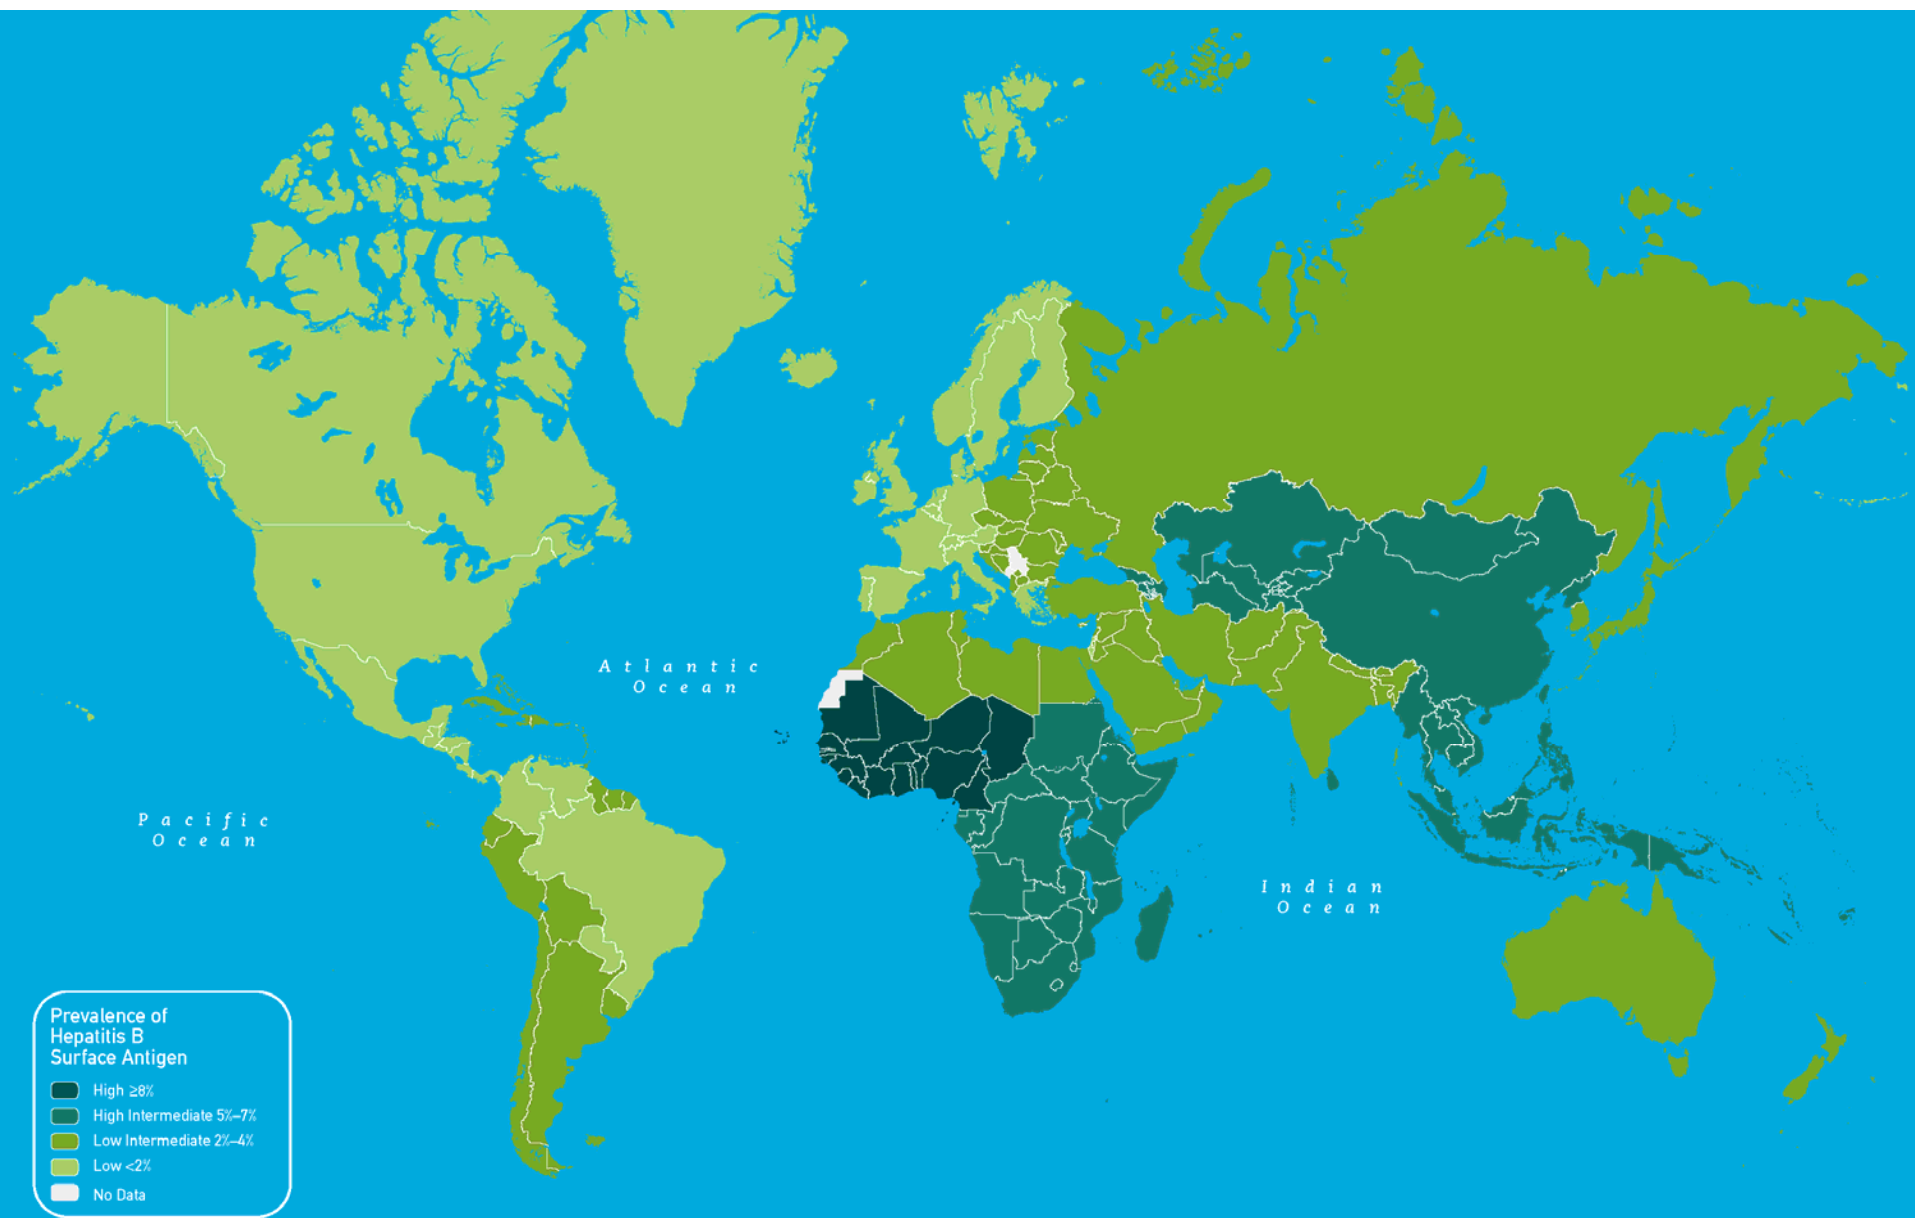 Atlantic
Ocean
Pacific
Ocean
Indian
Ocean
Prevalence of
Hepatitis B
Surface Antigen
High ≥8%
High Intermediate 5%–7%
Low Intermediate 2%–4%
Low <2%
No Data